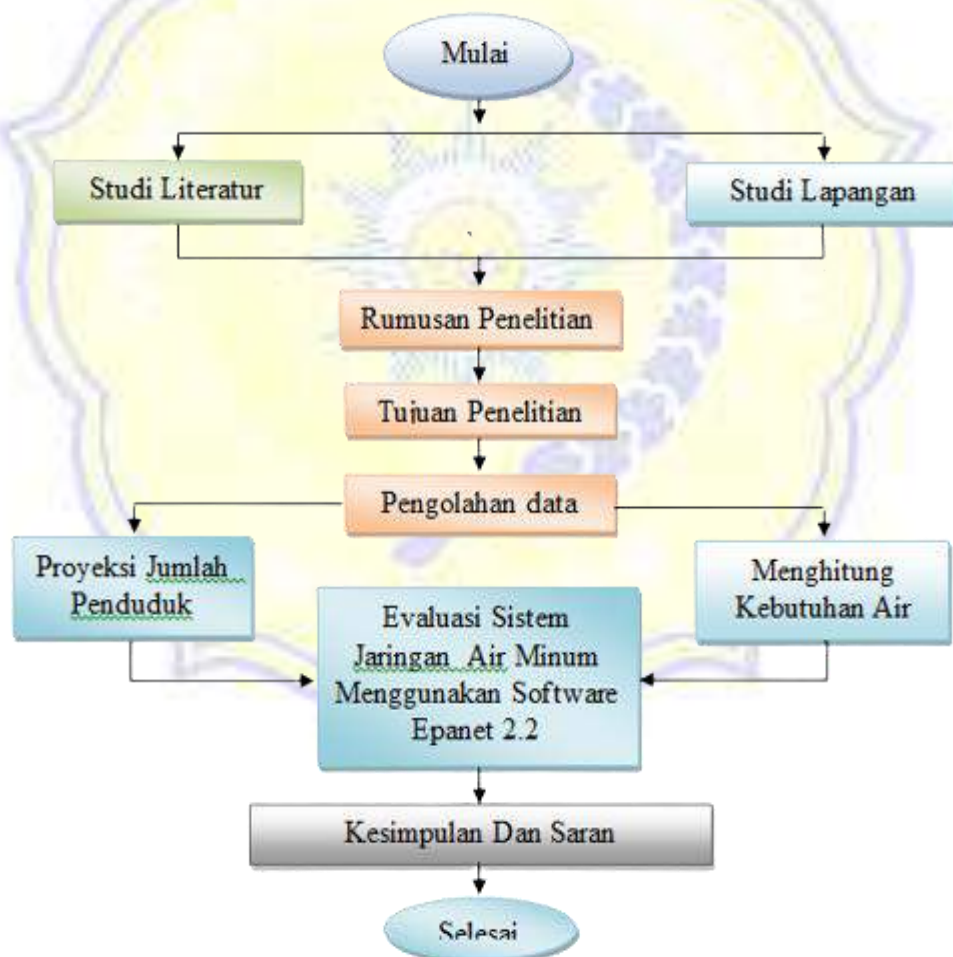 Mulai
Studi Literatur
Studi Lapangan
Rumusan Penelitian
Tujuan Penelitian
Pengolahan data
Proyeksi Jumlah
Penduduk
Menghitung
Kebutuhan Air
Evaluasi Sistem
Jaringan Air Minum
Menggunakan Software
Epanet 2.2
Kesimpulan Dan Saran
Selesai